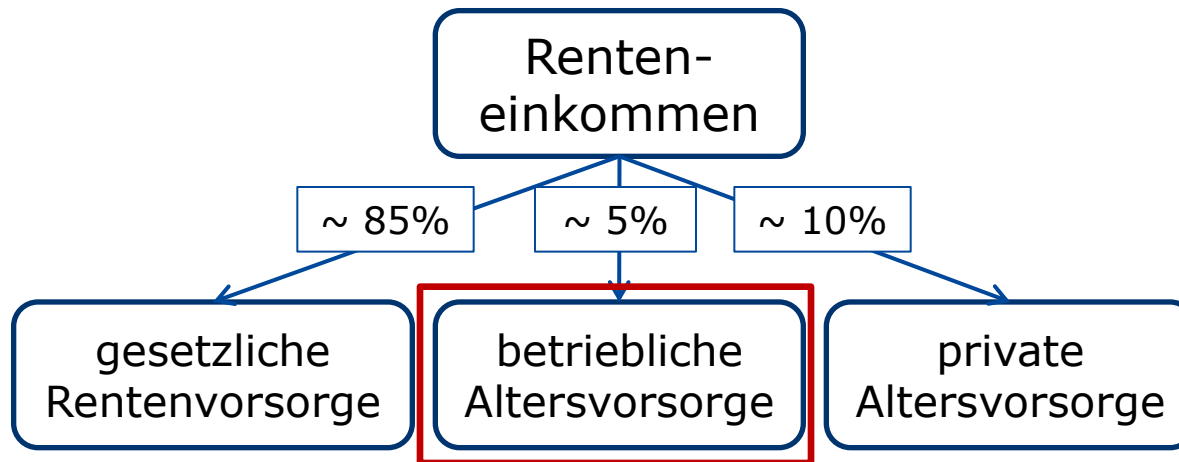 Renten-
einkommen
~ 85%
~ 5%
~ 10%
gesetzliche
Rentenvorsorge
betriebliche
Altersvorsorge
private
Altersvorsorge